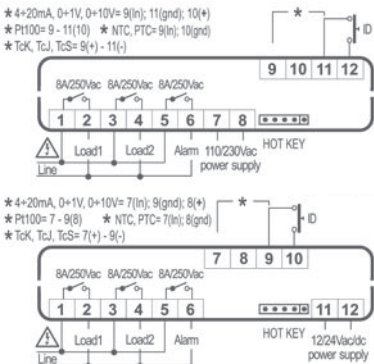 * 4÷20mA, 0÷1V, 0÷10V= 9(In); 11(gnd); 10(+)
* Pt100= 9 - 11(10) * NTC, PTC= 9(In); 10(gnd)
* TcK, TcJ, TcS= 9(+) - 11(-)
* ID
9 10 11 12
8A/250Vac 8A/250Vac 8A/250Vac
1 2 3 4 5 6 7 8
Load1 Load2 Alarm 110/230Vac power supply HOT KEY
Line
* 4÷20mA, 0÷1V, 0÷10V= 7(In); 9(gnd); 8(+)
* Pt100= 7 - 9(8) * NTC, PTC= 7(In); 8(gnd)
* TcK, TcJ, TcS= 7(+) - 9(-)
* ID
7 8 9 10
8A/250Vac 8A/250Vac 8A/250Vac
1 2 3 4 5 6 11 12
Load1 Load2 Alarm HOT KEY 12/24Vac/dc power supply
Line